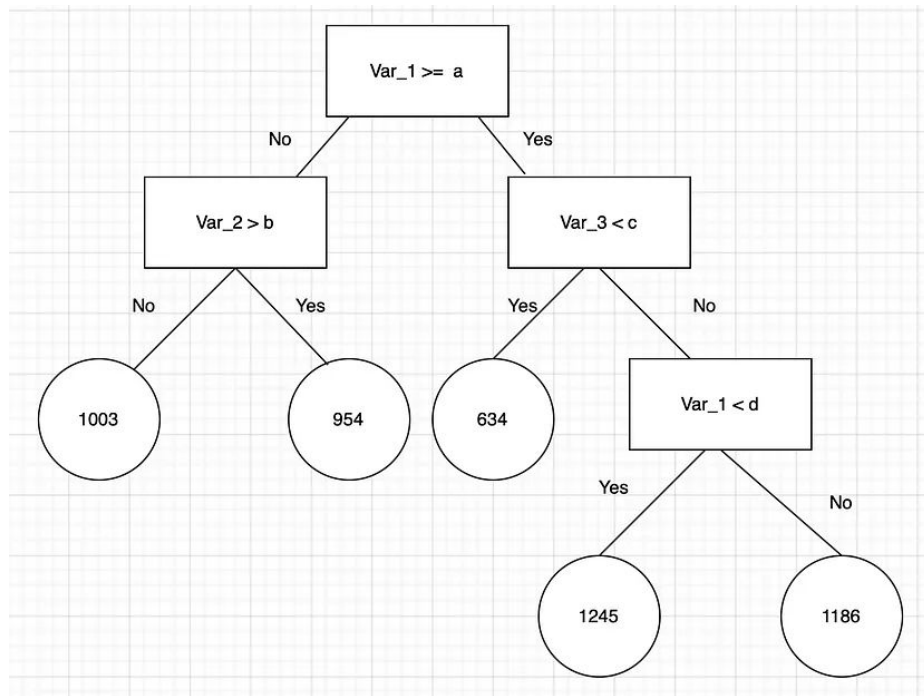 Var_1 >= a
No
Yes
Var_2 > b
Var_3 < c
No
Yes
Yes
No
1003
954
634
Var_1 < d
Yes
No
1245
1186